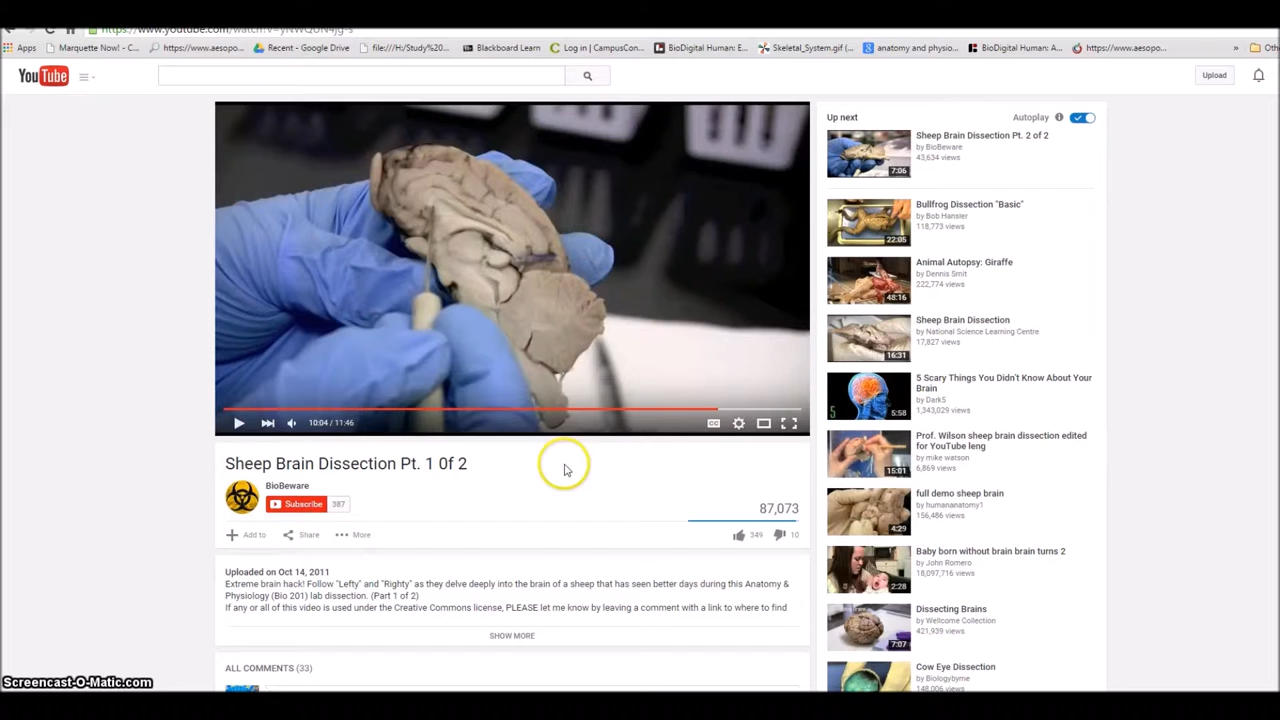 Apps Marquette Now! - C... https://www.aesopo... Recent - Google Drive file:///H:/Study%20... Blackboard Learn Log in | CampusCon... BioDigital Human: E... Skeletal_System.gif (... anatomy and physio... BioDigital Human: A... https://www.aesopo... » Oth
YouTube Upload
Up next Autoplay
Sheep Brain Dissection Pt. 2 of 2
by BioBeware
43,634 views
7:06
Bullfrog Dissection "Basic"
by Bob Hansler
118,773 views
22:05
Animal Autopsy: Giraffe
by Dennis Smit
222,774 views
48:16
Sheep Brain Dissection
by National Science Learning Centre
17,827 views
16:31
5 Scary Things You Didn't Know About Your
Brain
by Dark5
1,343,029 views
5:58
Prof. Wilson sheep brain dissection edited
for YouTube leng
by mike watson
6,869 views
15:01
full demo sheep brain
by humananatomy1
156,486 views
4:29
Baby born without brain brain turns 2
by John Romero
18,097,716 views
2:28
Dissecting Brains
by Wellcome Collection
421,939 views
7:07
Cow Eye Dissection
by Biologybyme
148,006 views
10:04 / 11:46 CC
Sheep Brain Dissection Pt. 1 0f 2
BioBeware
Subscribe 387
87,073
Add to Share More 349 10
Uploaded on Oct 14, 2011
Extreme brain hack! Follow "Lefty" and "Righty" as they delve deeply into the brain of a sheep that has seen better days during this Anatomy &
Physiology (Bio 201) lab dissection. (Part 1 of 2)
If any or all of this video is used under the Creative Commons license, PLEASE let me know by leaving a comment with a link to where to find
SHOW MORE
ALL COMMENTS (33)
Screencast-O-Matic.com